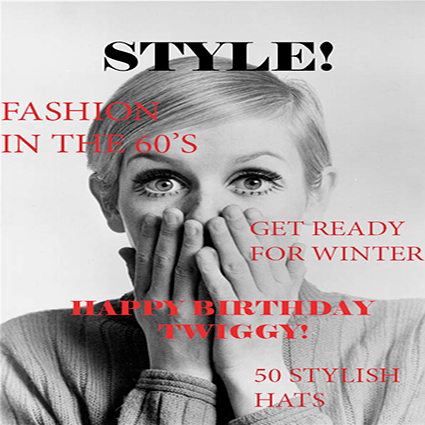 STYLE!
FASHION
IN THE 60'S
GET READY
FOR WINTER
HAPPY BIRTHDAY
TWIGGY!
50 STYLISH
HATS